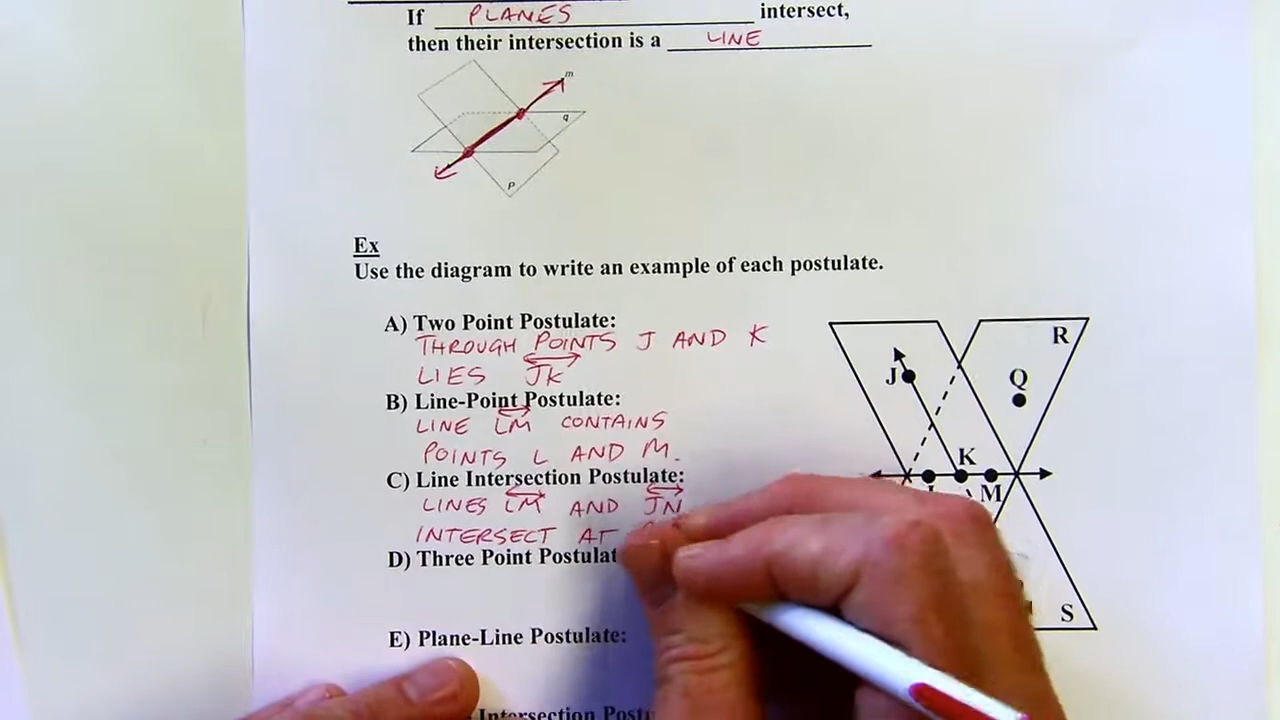 If PLANES intersect,
then their intersection is a LINE
m
q
P
Ex
Use the diagram to write an example of each postulate.
A) Two Point Postulate:
THROUGH POINTS J AND K
LIES JK
B) Line-Point Postulate:
LINE LM CONTAINS
POINTS L AND M.
C) Line Intersection Postulate:
LINES LM AND JN
INTERSECT AT
D) Three Point Postulat
E) Plane-Line Postulate:
Intersection
R
J
Q
K
M
S